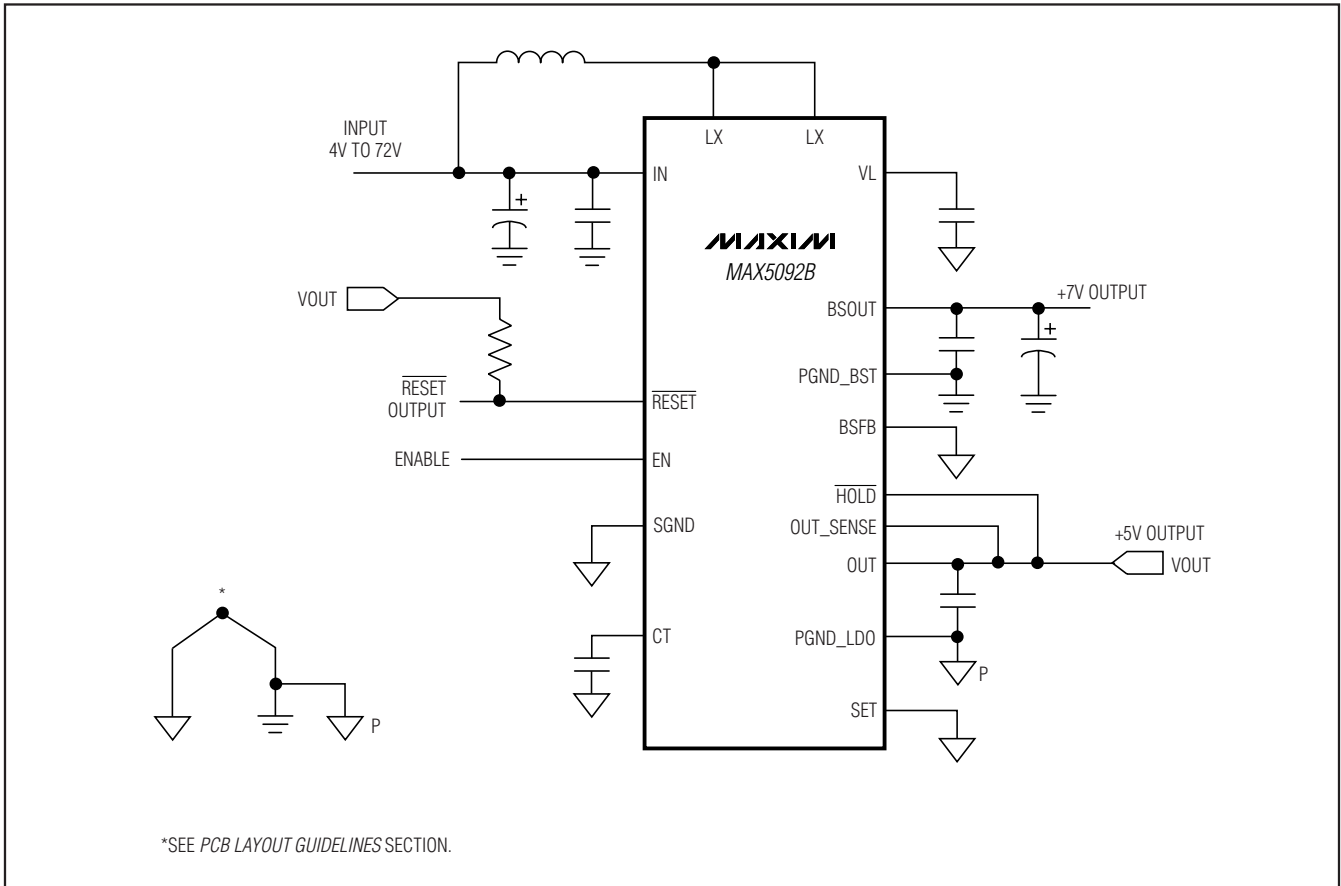 LX
LX
INPUT
4V TO 72V
IN
VL
+
MAXIM
MAX5092B
VOUT
BSOUT
+7V OUTPUT
+
PGND_BST
RESET
OUTPUT
RESET
BSFB
ENABLE
EN
HOLD
SGND
OUT_SENSE
+5V OUTPUT
OUT
VOUT
*
CT
PGND_LDO
P
SET
P
*SEE PCB LAYOUT GUIDELINES SECTION.